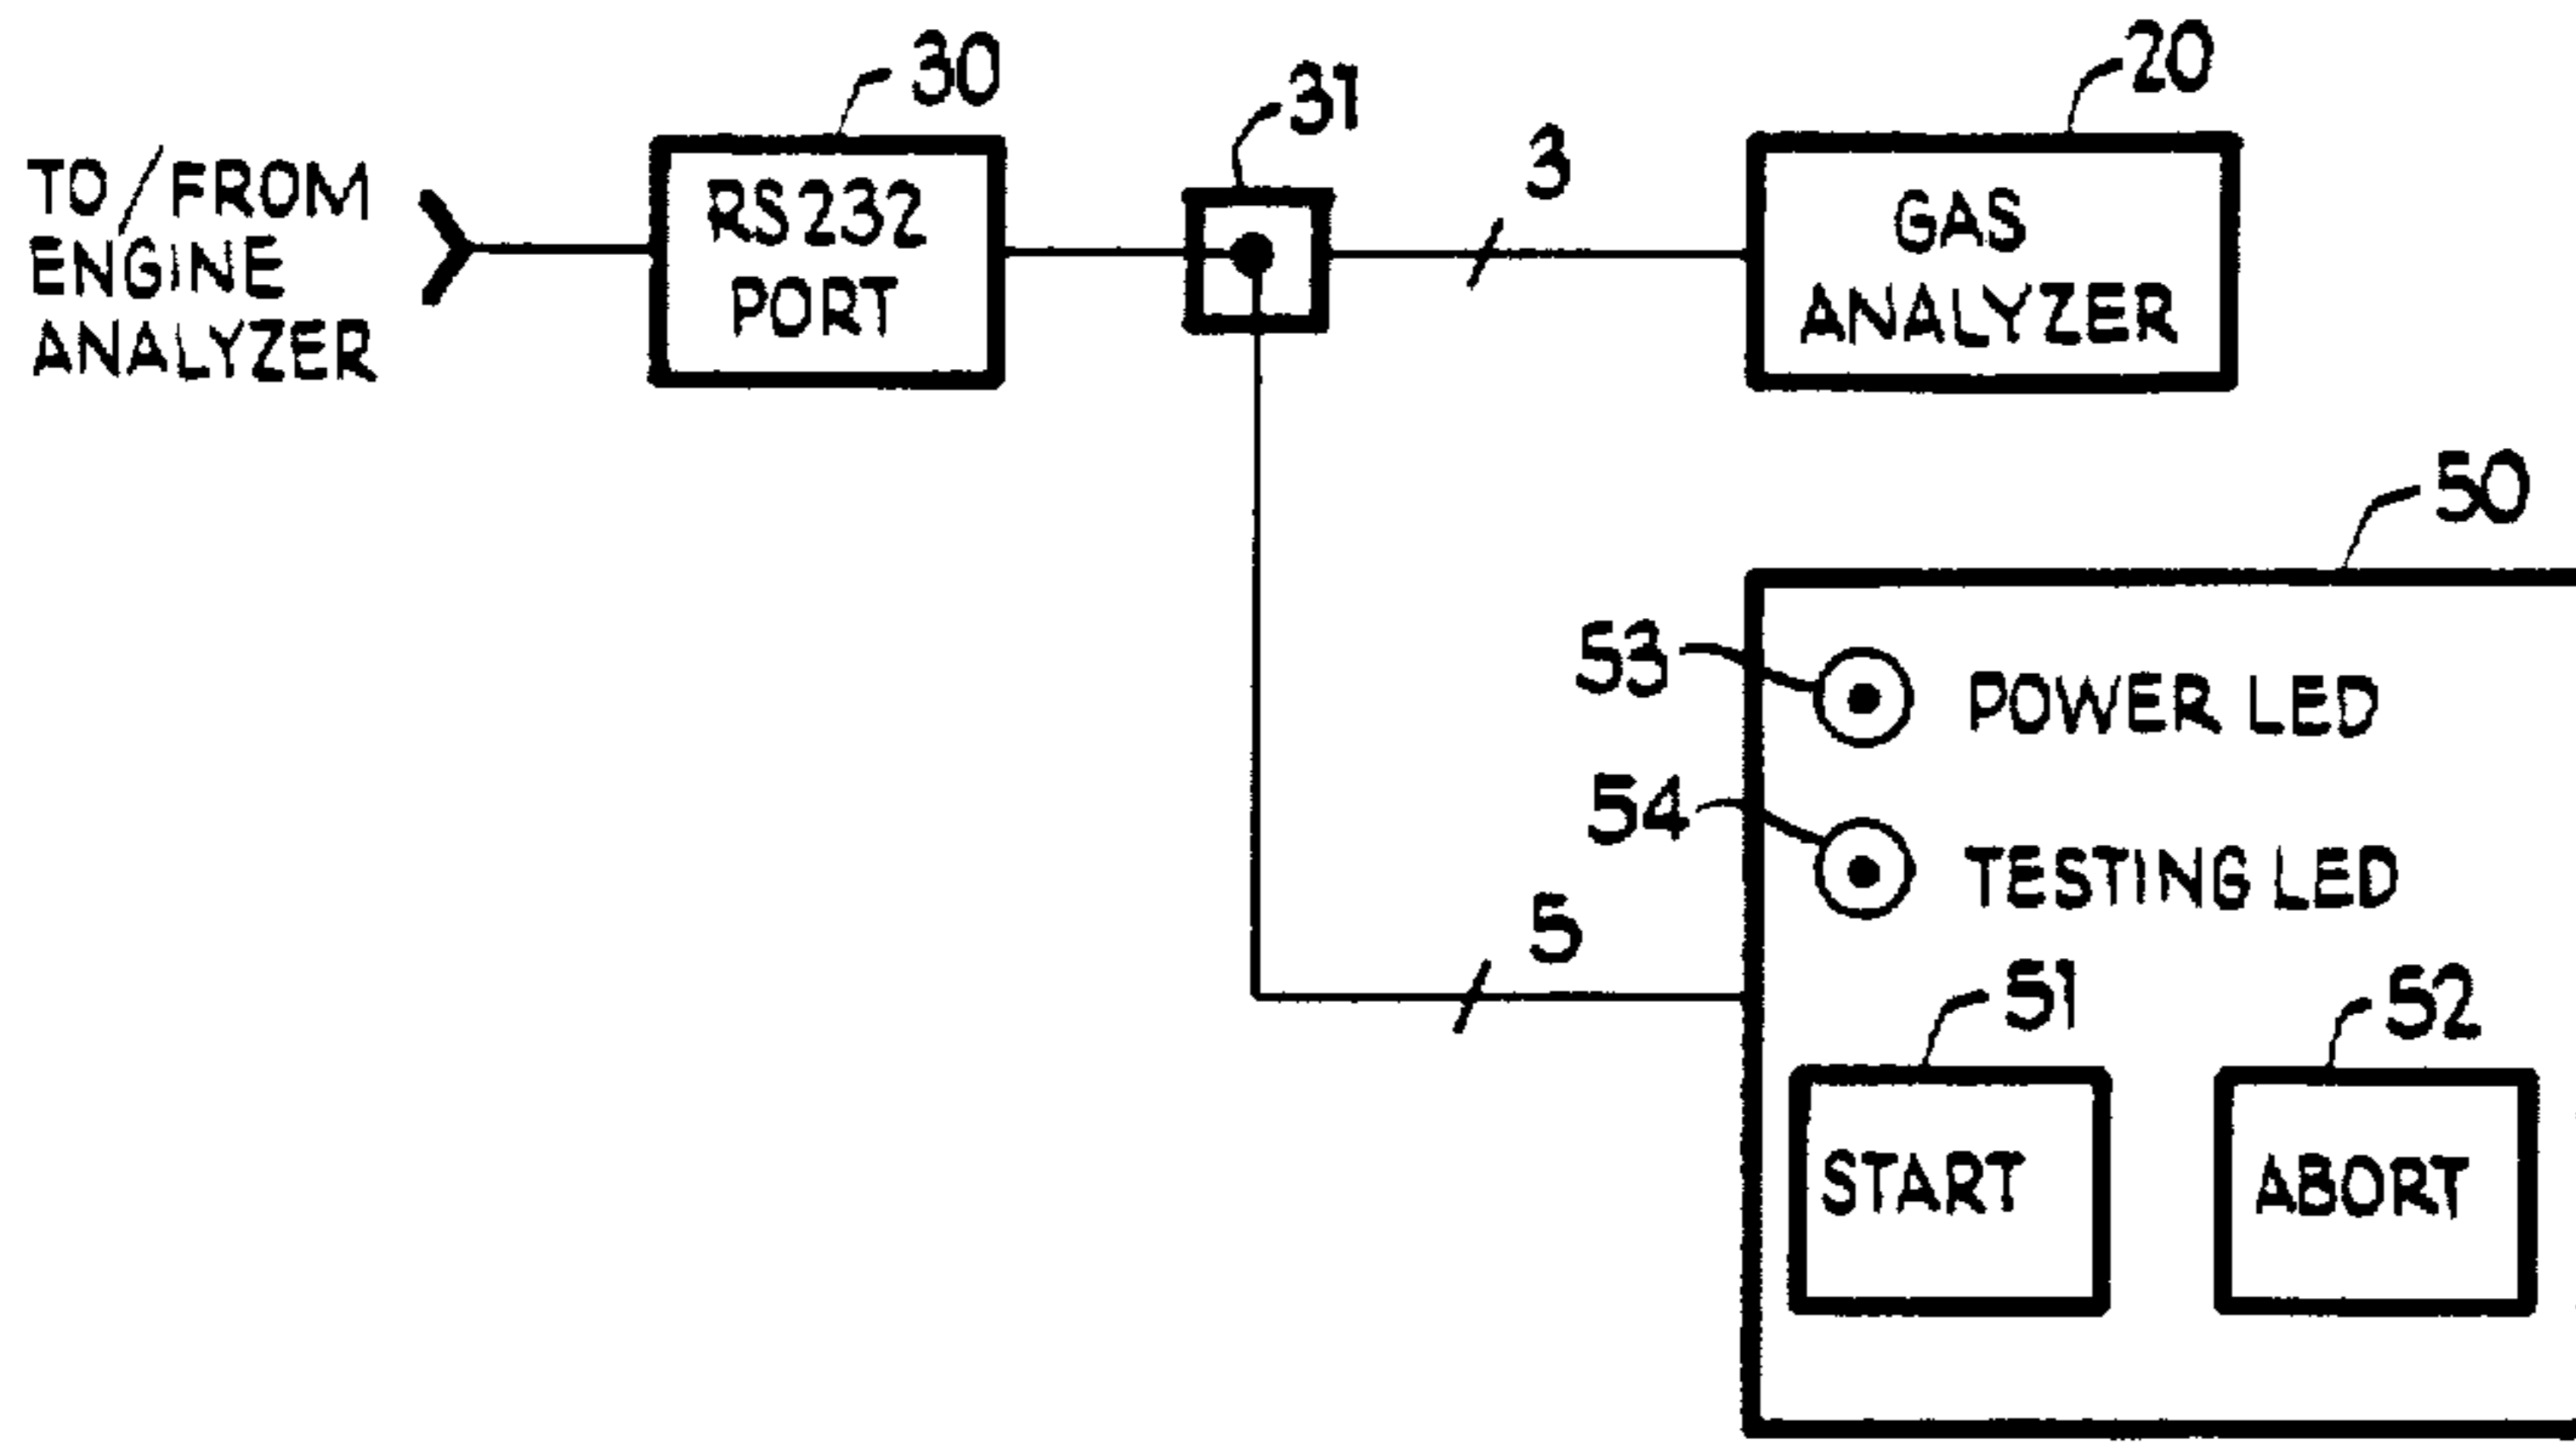 30
31
20
3
TO/FROM
ENGINE
ANALYZER
RS232
PORT
GAS
ANALYZER
50
53
POWER LED
54
TESTING LED
5
51
52
START
ABORT